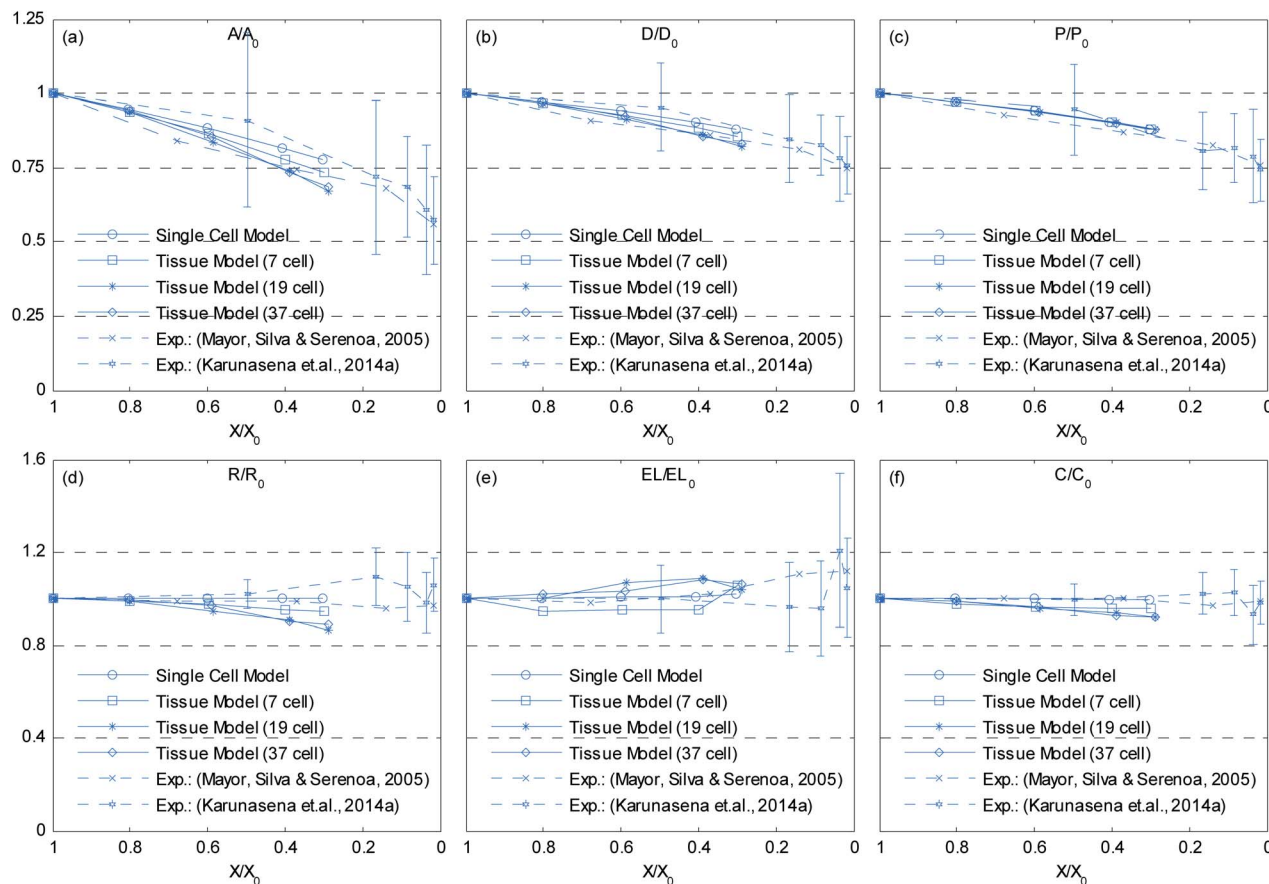 1.25
1
0.75
0.5
0.25
0
(a) A/A0
Single Cell Model
Tissue Model (7 cell)
Tissue Model (19 cell)
Tissue Model (37 cell)
Exp.: (Mayor, Silva & Serenoa, 2005)
Exp.: (Karunasena et.al., 2014a)
1 0.8 0.6 0.4 0.2 0
X/X0
(b) D/D0
Single Cell Model
Tissue Model (7 cell)
Tissue Model (19 cell)
Tissue Model (37 cell)
Exp.: (Mayor, Silva & Serenoa, 2005)
Exp.: (Karunasena et.al., 2014a)
1 0.8 0.6 0.4 0.2 0
X/X0
(c) P/P0
Single Cell Model
Tissue Model (7 cell)
Tissue Model (19 cell)
Tissue Model (37 cell)
Exp.: (Mayor, Silva & Serenoa, 2005)
Exp.: (Karunasena et.al., 2014a)
1 0.8 0.6 0.4 0.2 0
X/X0
1.6
1.2
0.8
0.4
0
(d) R/R0
Single Cell Model
Tissue Model (7 cell)
Tissue Model (19 cell)
Tissue Model (37 cell)
Exp.: (Mayor, Silva & Serenoa, 2005)
Exp.: (Karunasena et.al., 2014a)
1 0.8 0.6 0.4 0.2 0
X/X0
(e) EL/EL0
Single Cell Model
Tissue Model (7 cell)
Tissue Model (19 cell)
Tissue Model (37 cell)
Exp.: (Mayor, Silva & Serenoa, 2005)
Exp.: (Karunasena et.al., 2014a)
1 0.8 0.6 0.4 0.2 0
X/X0
(f) C/C0
Single Cell Model
Tissue Model (7 cell)
Tissue Model (19 cell)
Tissue Model (37 cell)
Exp.: (Mayor, Silva & Serenoa, 2005)
Exp.: (Karunasena et.al., 2014a)
1 0.8 0.6 0.4 0.2 0
X/X0